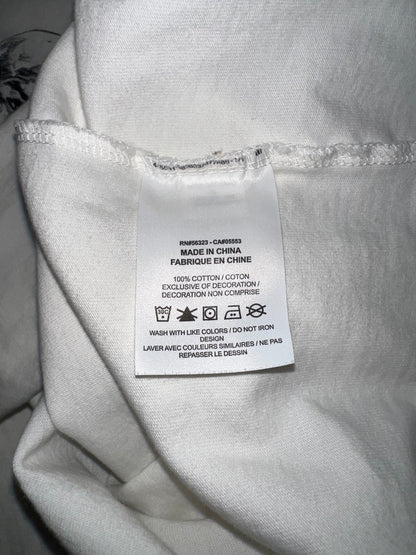 RN#56323 - CA#05553
MADE IN CHINA
FABRIQUE EN CHINE
100% COTTON / COTON
EXCLUSIVE OF DECORATION /
DECORATION NON COMPRISE
30C
WASH WITH LIKE COLORS / DO NOT IRON
DESIGN
LAVER AVEC COULEURS SIMILAIRES / NE PAS
REPASSER LE DESSIN